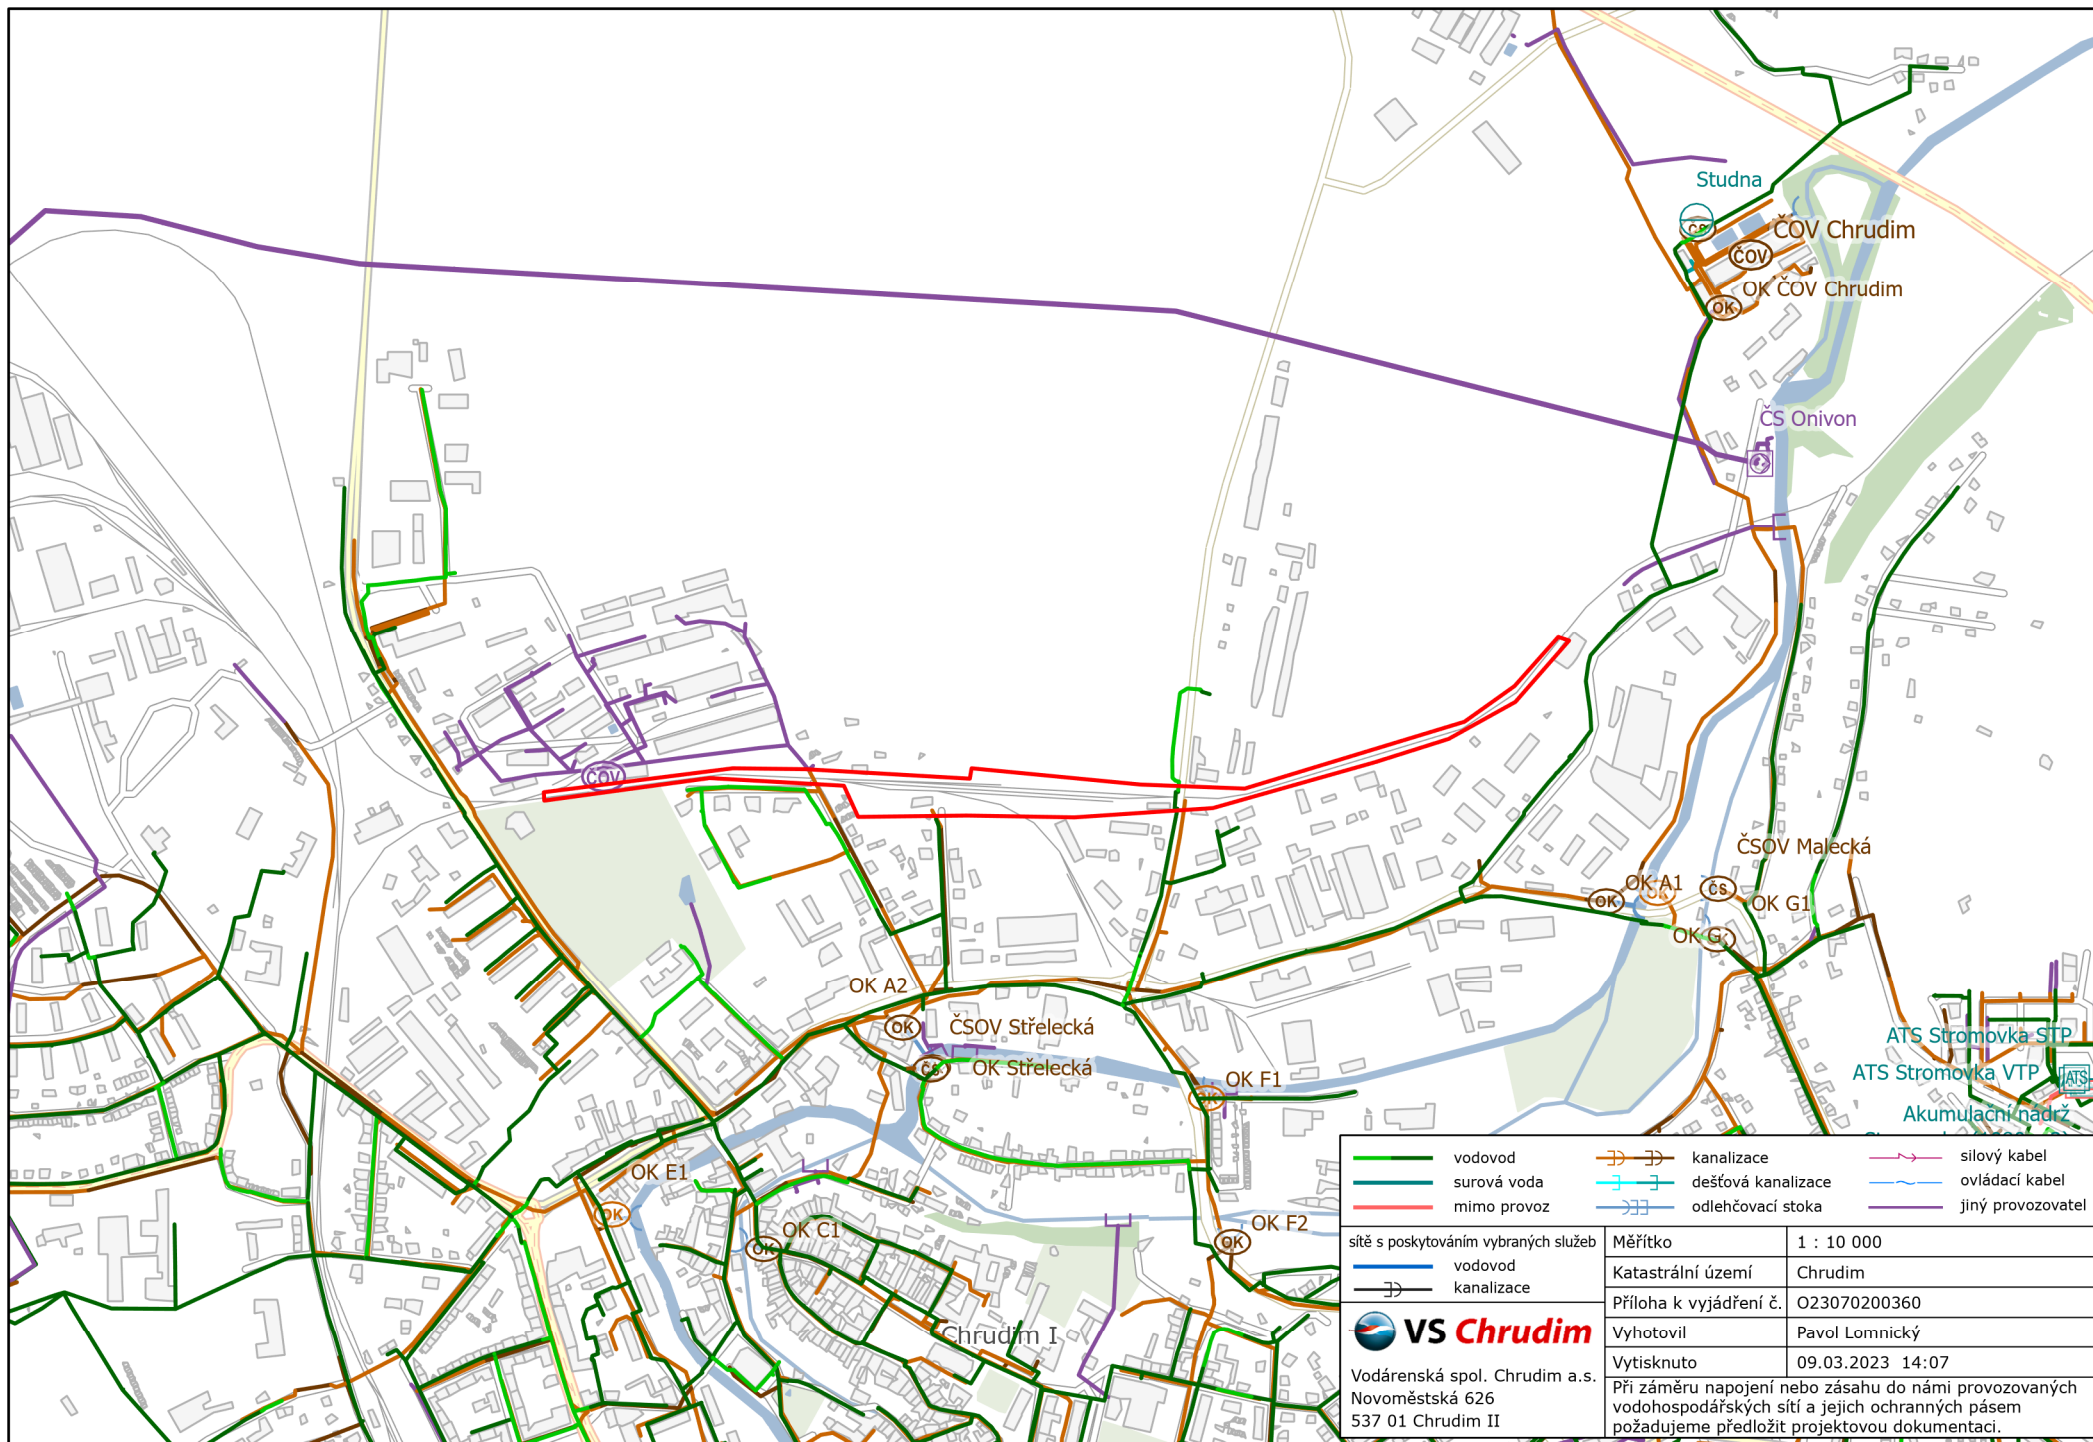 Studna
ČS
ČOV Chrudim
ČOV
OK ČOV Chrudim
OK
ČS Onivon
ČOV
ČSOV Malecká
OK A1
OK
OK
ČS
OK G1
OK G
OK A2
OK
ČSOV Střelecká
ČS
OK Střelecká
OK F1
OK
ATS Stromovka STP
ATS Stromovka VTP
ATS
Akumulační nádrž
OK E1
OK
OK C1
OK
OK F2
OK
Chrudim I
vodovod
kanalizace
silový kabel
surová voda
dešťová kanalizace
ovládací kabel
mimo provoz
odlehčovací stoka
jiný provozovatel
sítě s poskytováním vybraných služeb
vodovod
kanalizace
Měřítko 1 : 10 000
Katastrální území Chrudim
Příloha k vyjádření č. O23070200360
Vyhotovil Pavol Lomnický
Vytisknuto 09.03.2023 14:07
VS Chrudim
Vodárenská spol. Chrudim a.s.
Novoměstská 626
537 01 Chrudim II
Při záměru napojení nebo zásahu do námi provozovaných
vodohospodářských sítí a jejich ochranných pásem
požadujeme předložit projektovou dokumentaci.